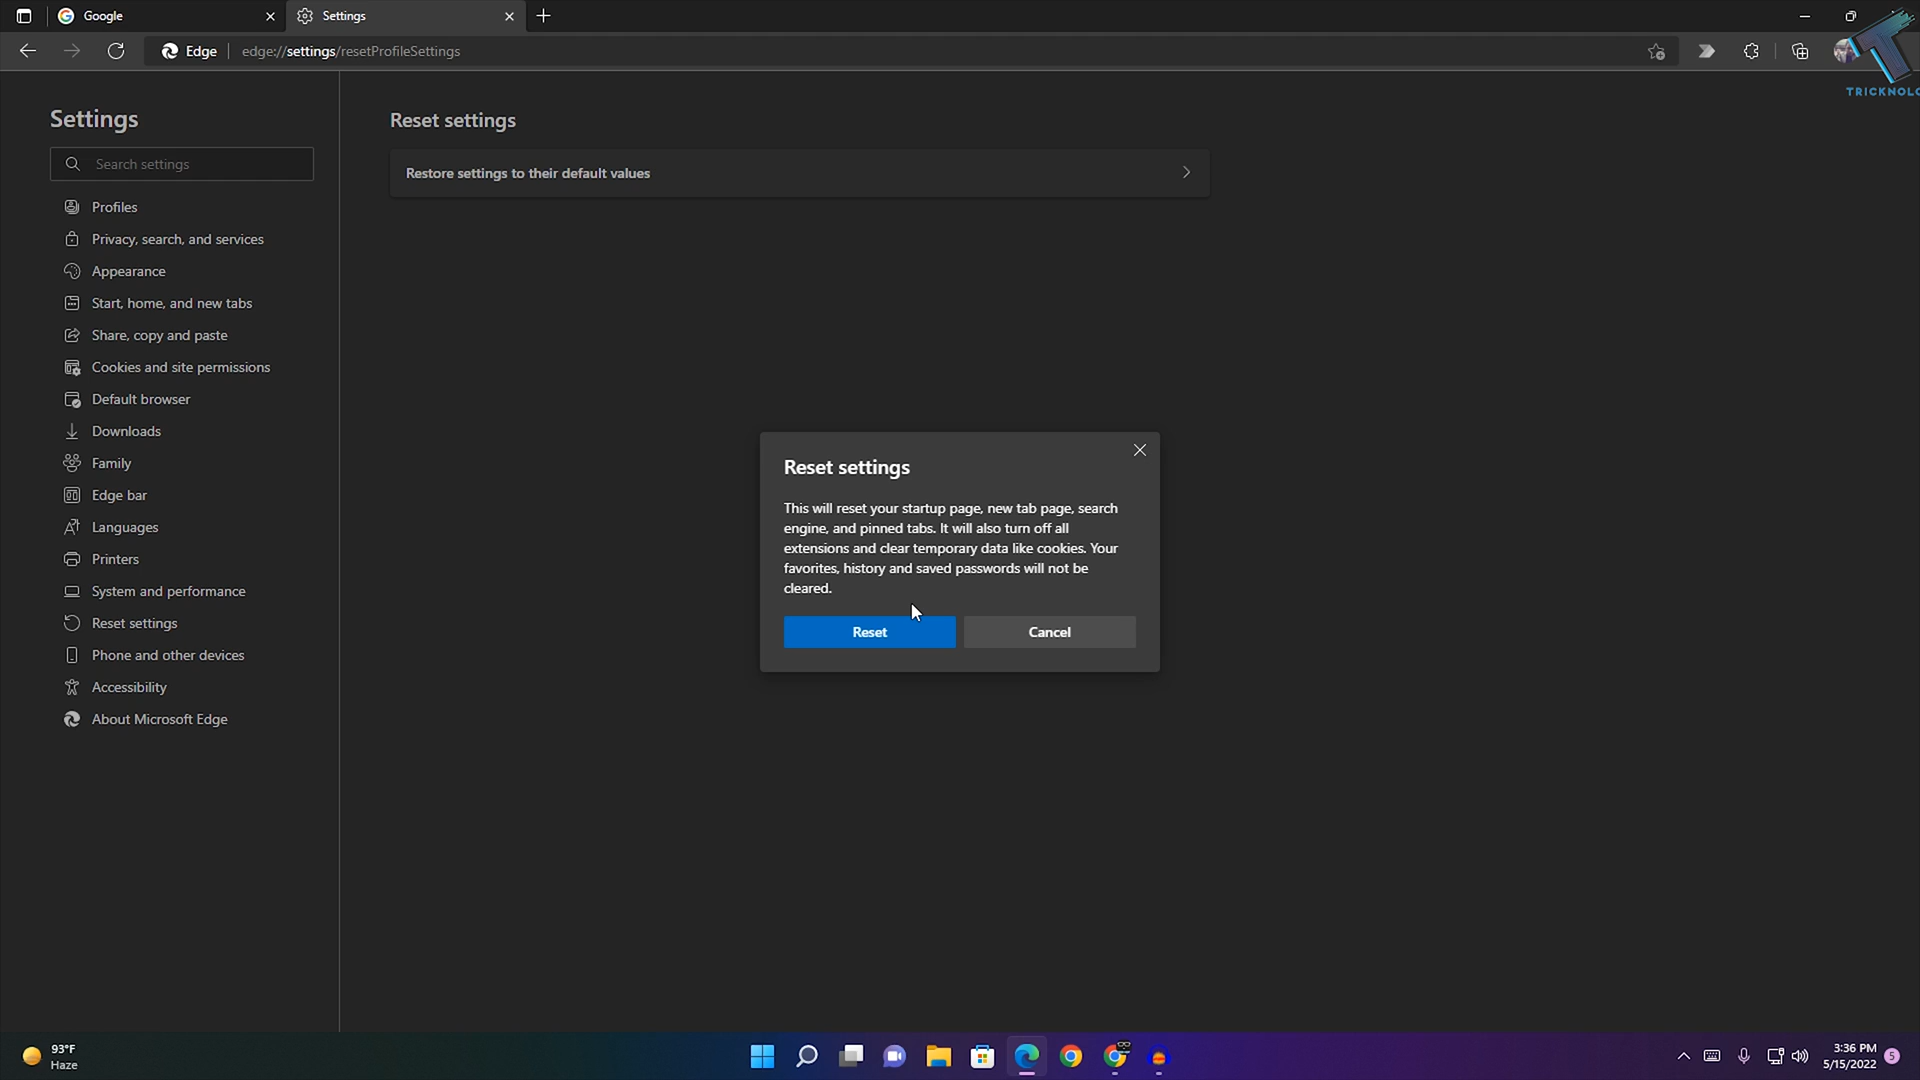 Google
Settings
Edge
edge://settings/resetProfileSettings
TRICKNOLO
Settings
Search settings
Profiles
Privacy, search, and services
Appearance
Start, home, and new tabs
Share, copy and paste
Cookies and site permissions
Default browser
Downloads
Family
Edge bar
Languages
Printers
System and performance
Reset settings
Phone and other devices
Accessibility
About Microsoft Edge
Reset settings
Restore settings to their default values
Reset settings
This will reset your startup page, new tab page, search
engine, and pinned tabs. It will also turn off all
extensions and clear temporary data like cookies. Your
favorites, history and saved passwords will not be
cleared.
Reset
Cancel
93°F
Haze
3:36 PM
5/15/2022
5